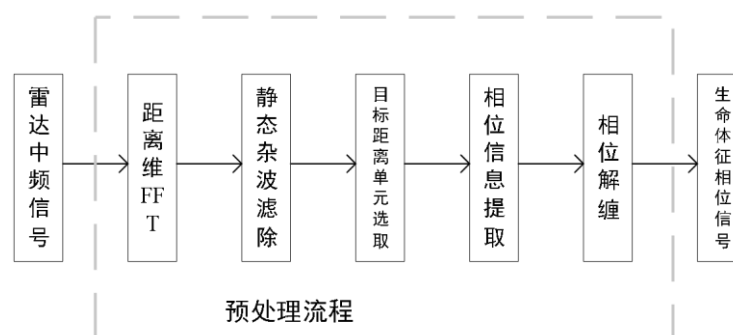 雷达中频信号
距离维FFT
静态杂波滤除
目标距离单元选取
相位信息提取
相位解缠
生命体征相位信号
预处理流程